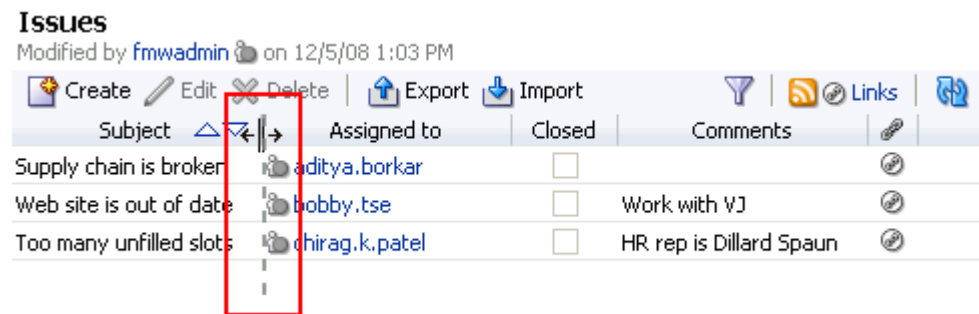 Issues
Modified by fmwadmin on 12/5/08 1:03 PM
Create Edit Delete Export Import Links
Subject Assigned to Closed Comments
Supply chain is broken aditya.borkar
Web site is out of date bobby.tse Work with VJ
Too many unfilled slots chirag.k.patel HR rep is Dillard Spaun